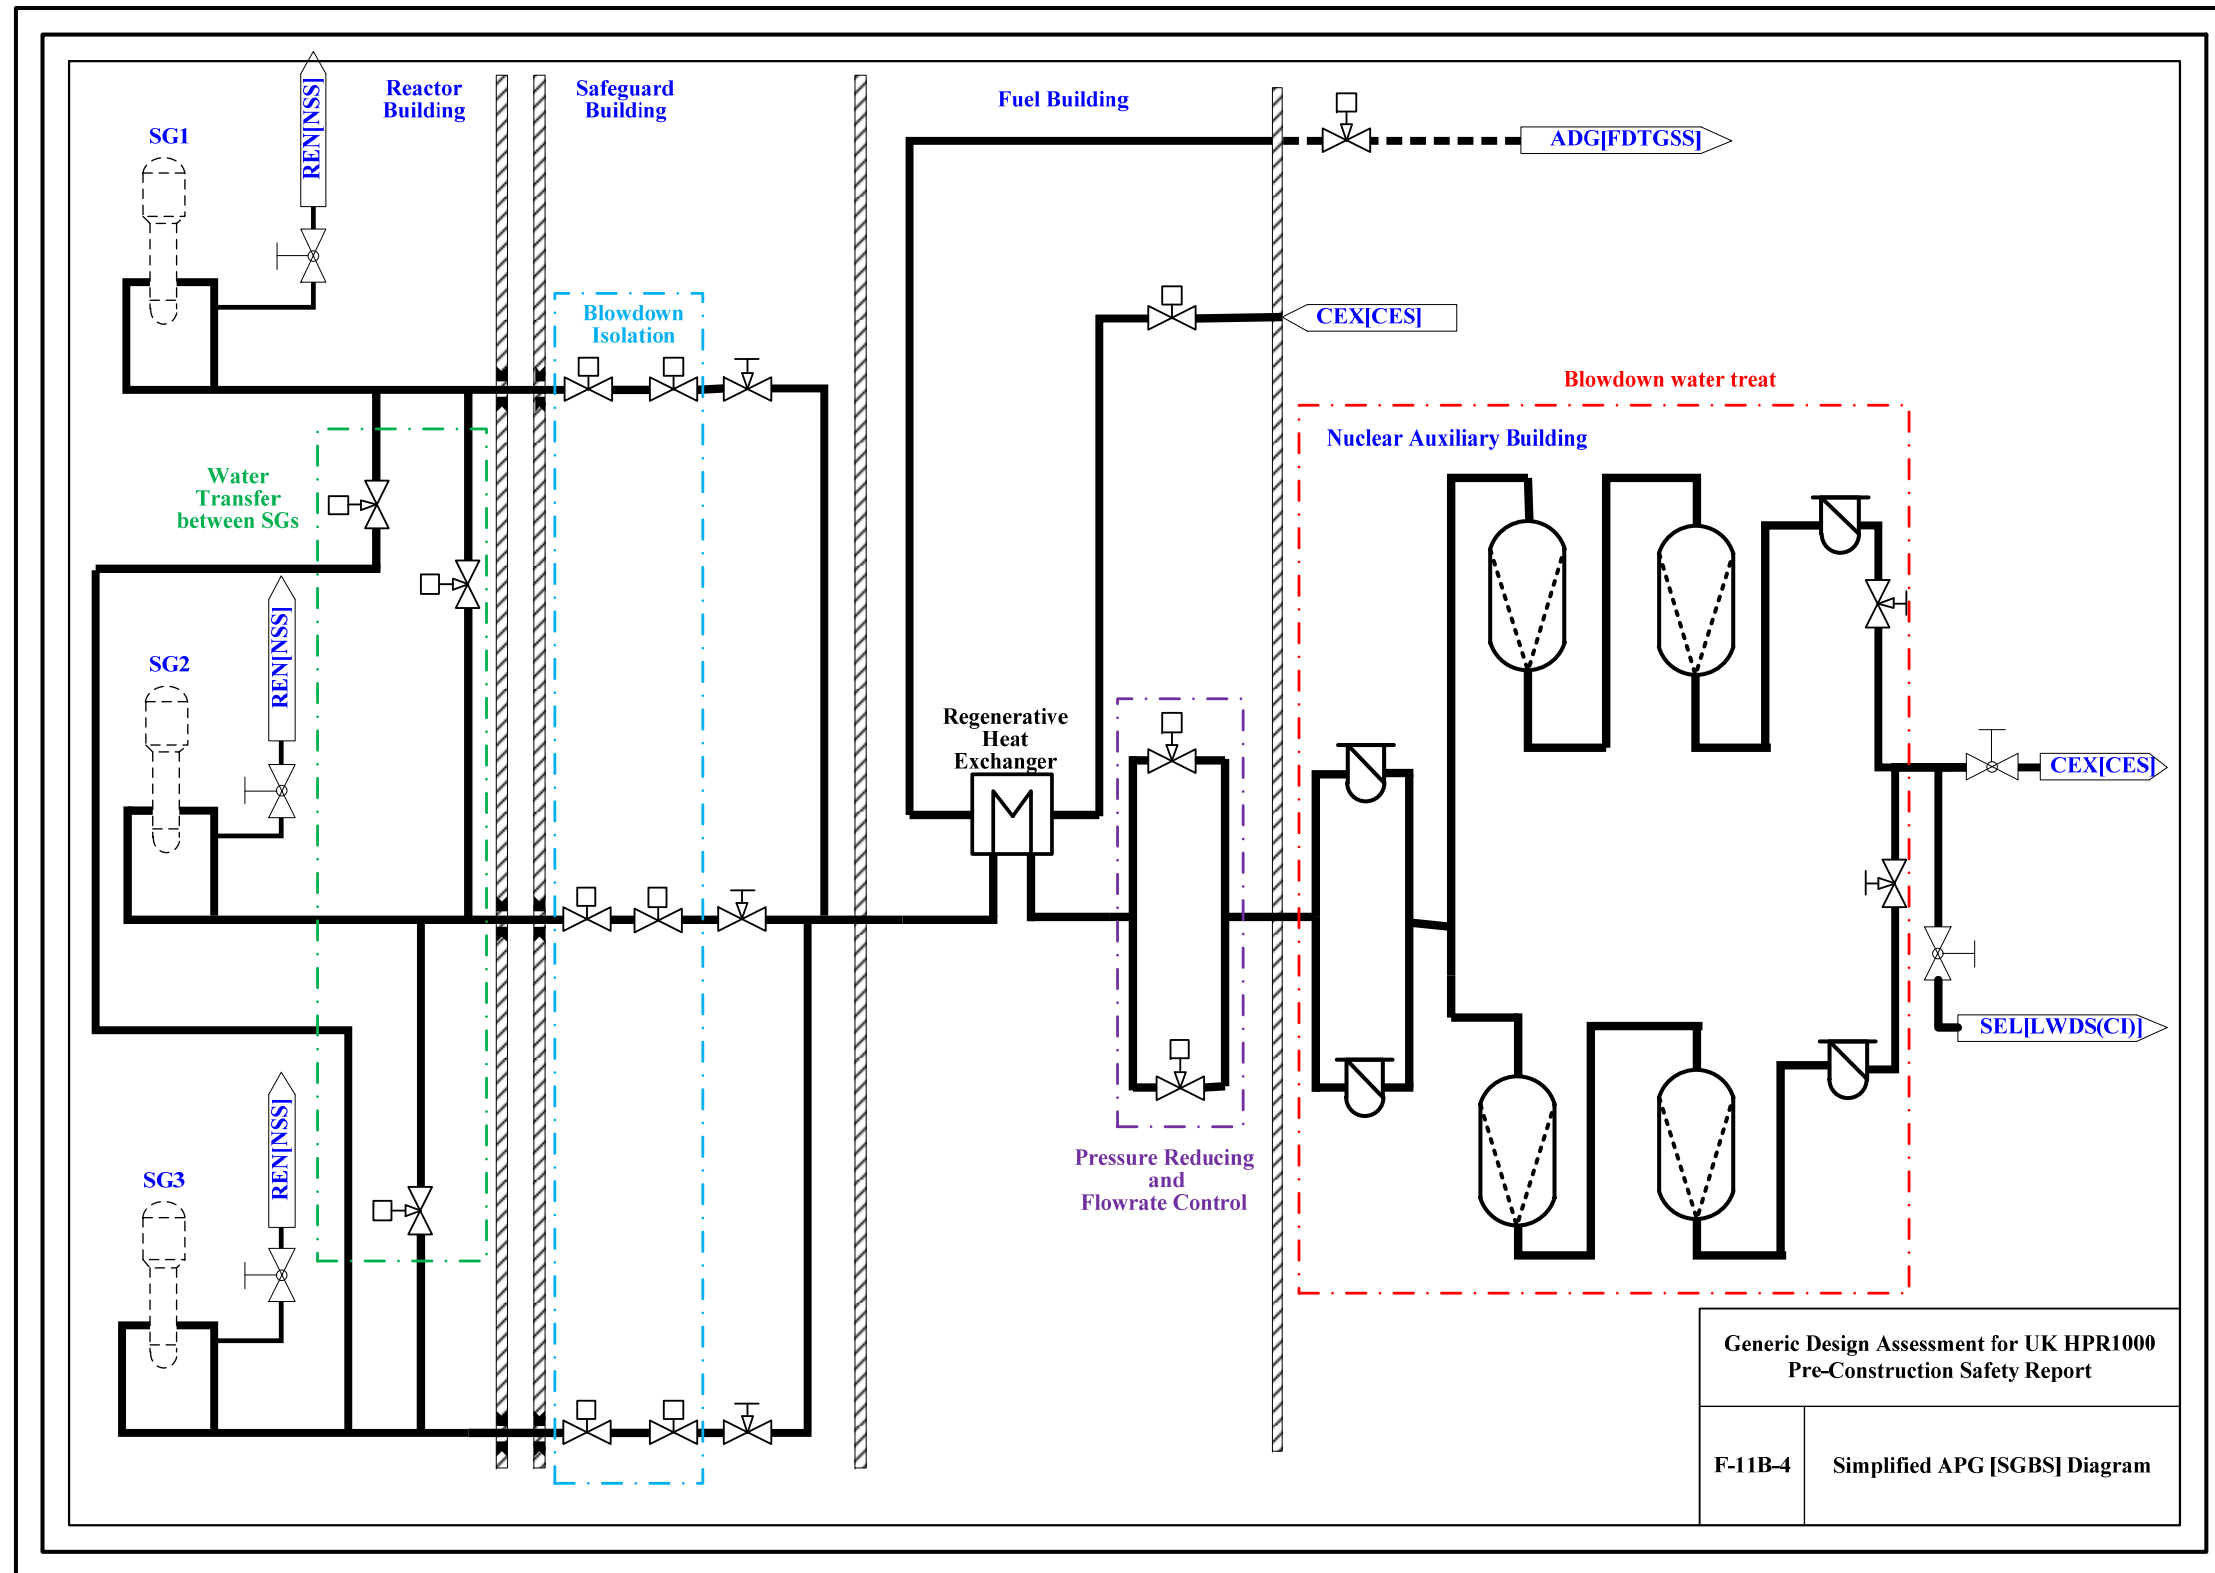 Reactor
Building
Safeguard
Building
Fuel Building
SG1
REN[NSS]
ADG[FDTGSS]
Blowdown
Isolation
CEX[CES]
Blowdown water treat
Nuclear Auxiliary Building
Water
Transfer
between SGs
SG2
REN[NSS]
Regenerative
Heat
Exchanger
CEX[CES]
SEL[LWDS(CI)]
SG3
REN[NSS]
Pressure Reducing
and
Flowrate Control
Generic Design Assessment for UK HPR1000
Pre-Construction Safety Report
F-11B-4
Simplified APG [SGBS] Diagram